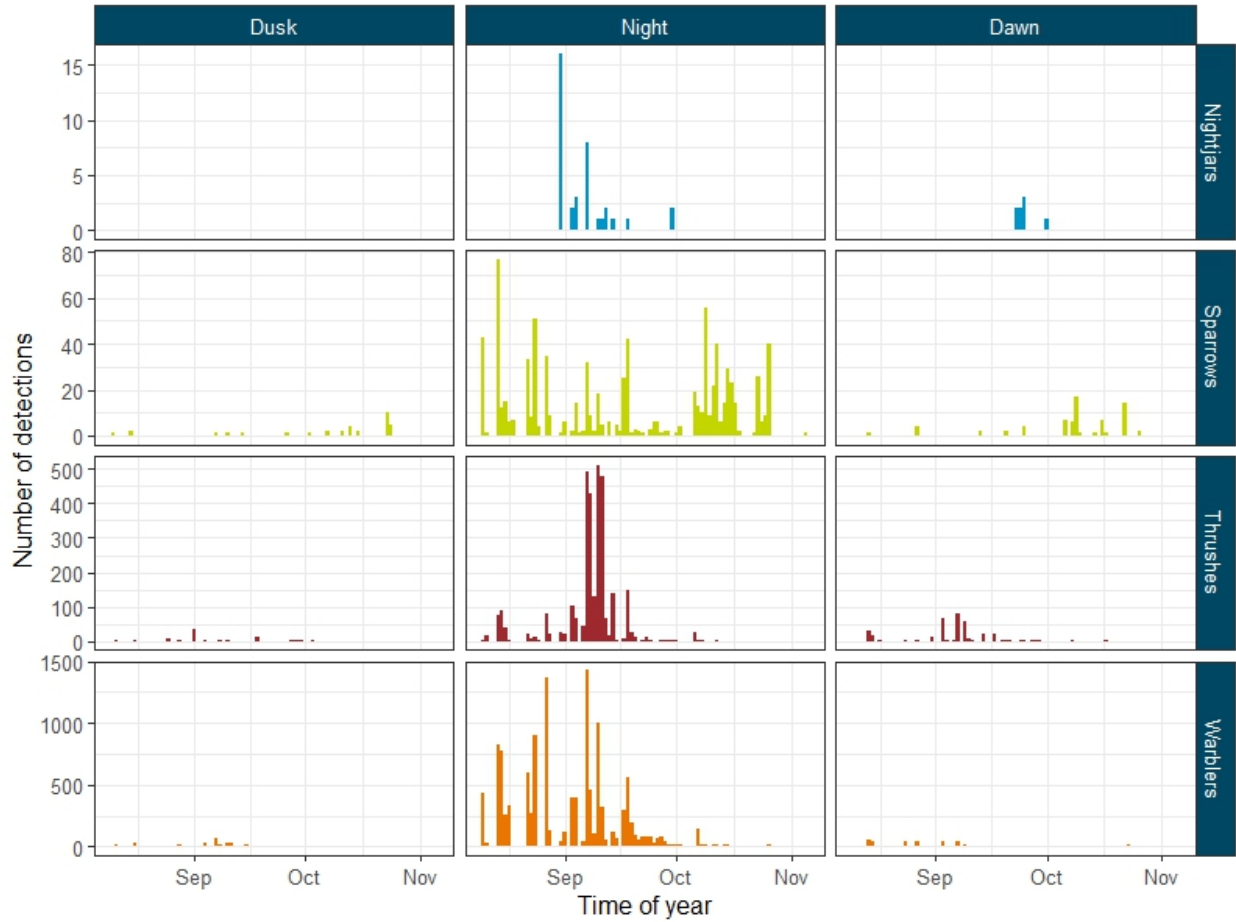 Dusk Night Dawn
Number of detections
15
10
5
0
Nightjars
80
60
40
20
0
Sparrows
500
400
300
200
100
0
Thrushes
1500
1000
500
0
Warblers
Sep Oct Nov Sep Oct Nov Sep Oct Nov
Time of year